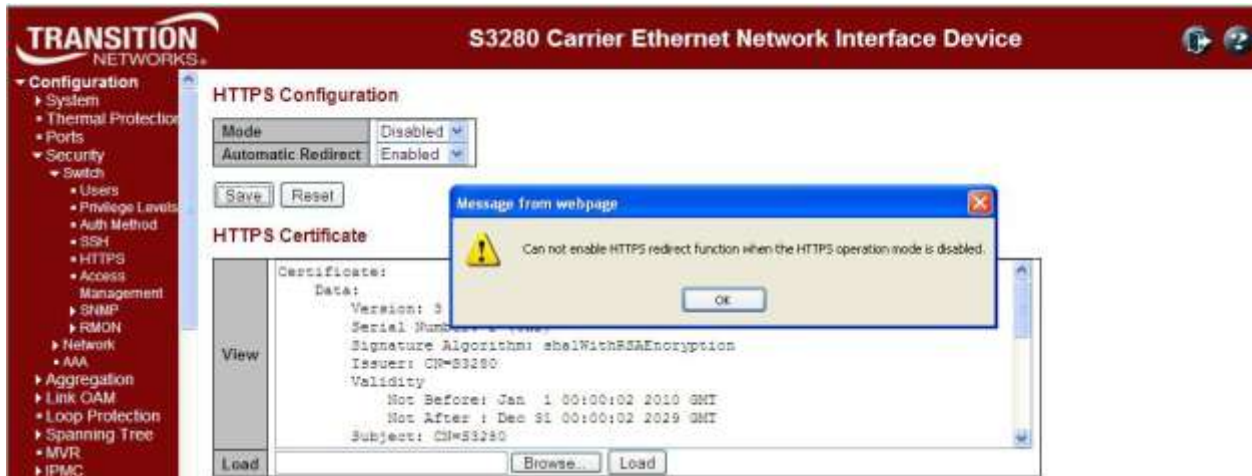 TRANSITION
NETWORKS®
S3280 Carrier Ethernet Network Interface Device
Configuration
System
Thermal Protection
Ports
Security
Switch
Users
Privilege Levels
Auth Method
SSH
HTTPS
Access
Management
SNMP
RMON
Network
AAA
Aggregation
Link OAM
Loop Protection
Spanning Tree
MVR
IPMC
HTTPS Configuration
Mode Disabled
Automatic Redirect Enabled
Save Reset
Message from webpage
Can not enable HTTPS redirect function when the HTTPS operation mode is disabled.
OK
HTTPS Certificate
View
Certificate:
Data:
Version: 3
Serial
Signature Algorithm: sha1WithRSAEncryption
Issuer: CN=S3280
Validity
Not Before: Jan 1 00:00:02 2010 GMT
Not After : Dec 31 00:00:02 2029 GMT
Subject: CN=S3280
Load Browse... Load